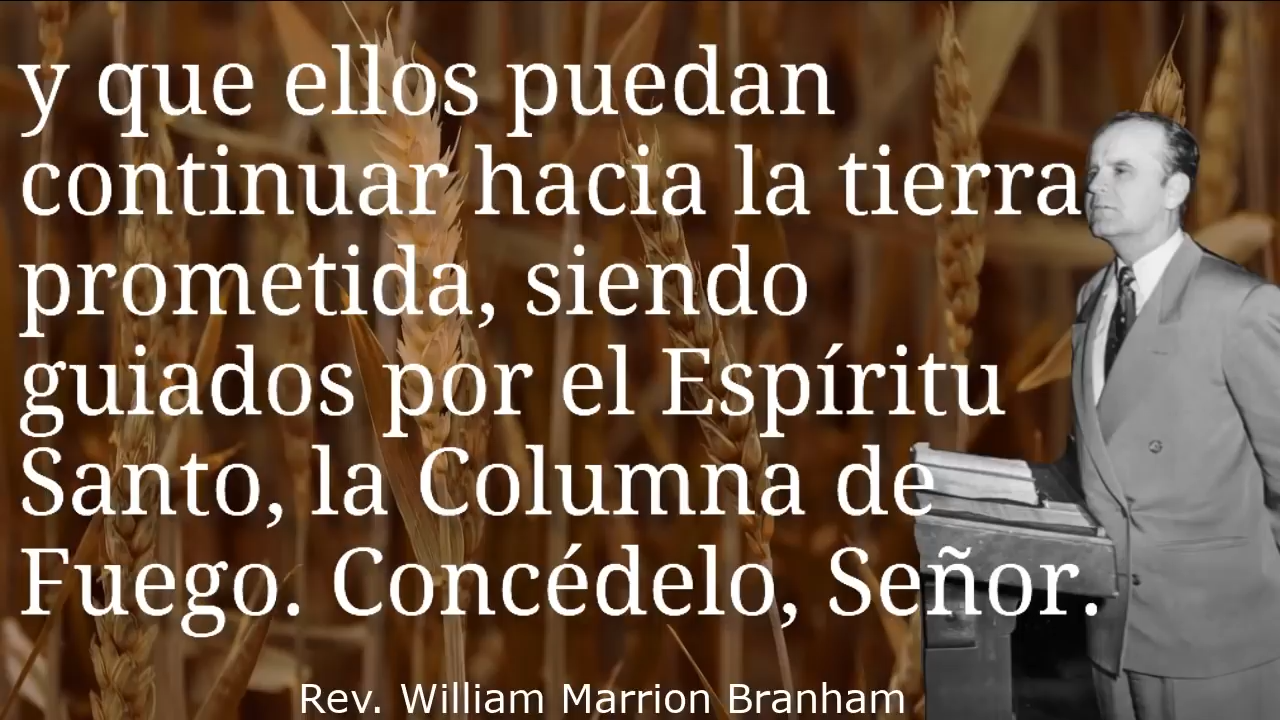 y que ellos puedan
continuar hacia la tierra
prometida, siendo
guiados por el Espíritu
Santo, la Columna de
Fuego. Concédelo, Señor.
Rev. William Marrion Branham